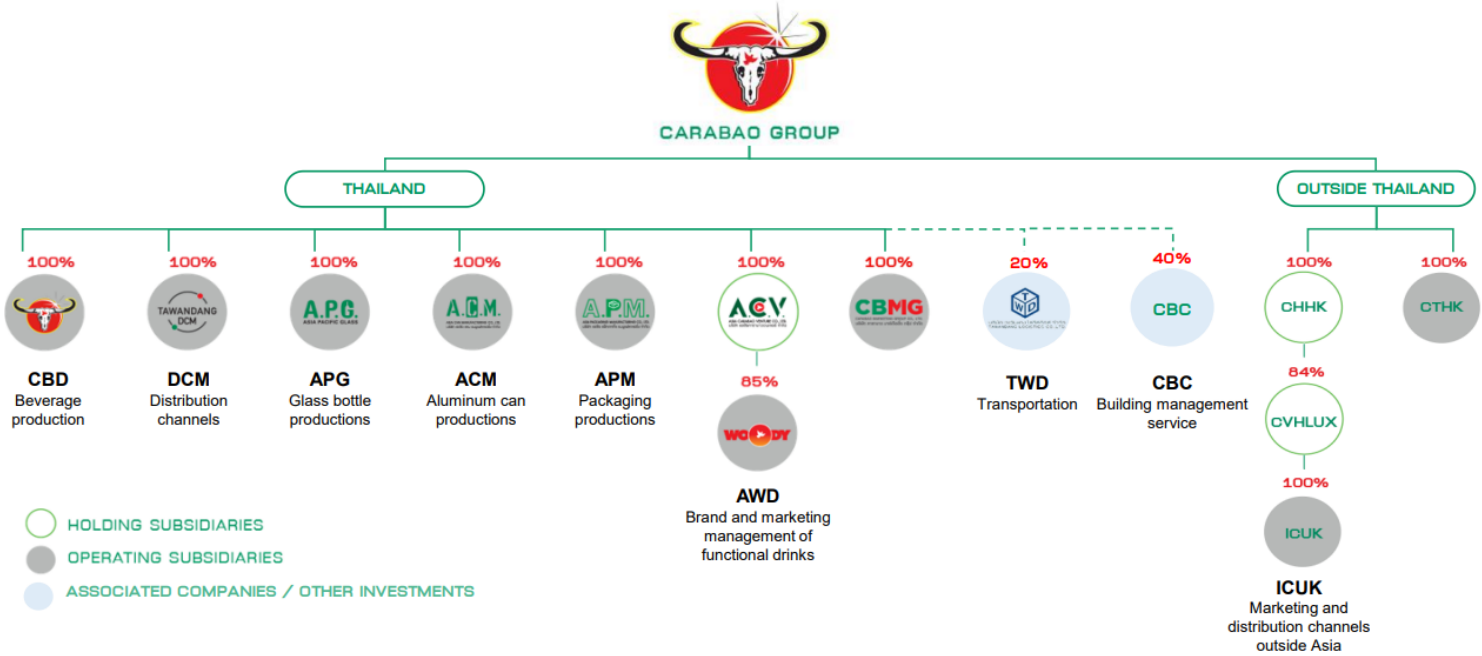 CARABAO GROUP
THAILAND
OUTSIDE THAILAND
100%
100%
100%
100%
100%
100%
100%
20%
40%
100%
100%
TAWANDANG
DCM
A.P.G.
ASIA PACIFIC GLASS
A.C.M.
A.P.M.
A.C.V.
CBMG
TWD
CBC
CHHK
CTHK
CBD
Beverage
production
DCM
Distribution
channels
APG
Glass bottle
productions
ACM
Aluminum can
productions
APM
Packaging
productions
85%
WOODY
AWD
Brand and marketing
management of
functional drinks
TWD
Transportation
CBC
Building management
service
84%
CVHLUX
100%
ICUK
ICUK
Marketing and
distribution channels
outside Asia
HOLDING SUBSIDIARIES
OPERATING SUBSIDIARIES
ASSOCIATED COMPANIES / OTHER INVESTMENTS